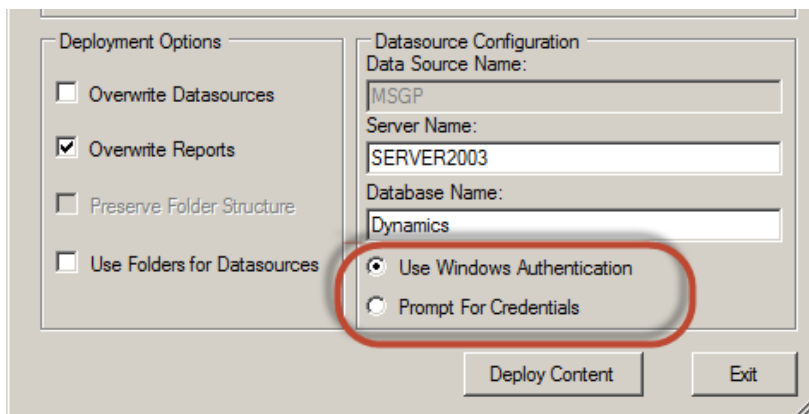 Deployment Options
Overwrite Datasources
Overwrite Reports
Preserve Folder Structure
Use Folders for Datasources
Datasource Configuration
Data Source Name:
MSGP
Server Name:
SERVER2003
Database Name:
Dynamics
Use Windows Authentication
Prompt For Credentials
Deploy Content
Exit